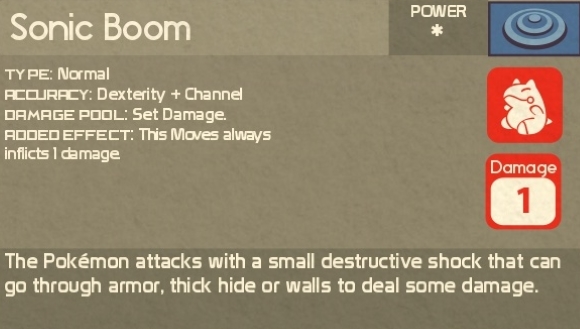 Sonic Boom
POWER
*
TYPE: Normal
ACCURACY: Dexterity + Channel
DAMAGE POOL: Set Damage.
ADDED EFFECT: This Moves always
inflicts 1 damage.
Damage
1
The Pokémon attacks with a small destructive shock that can
go through armor, thick hide or walls to deal some damage.